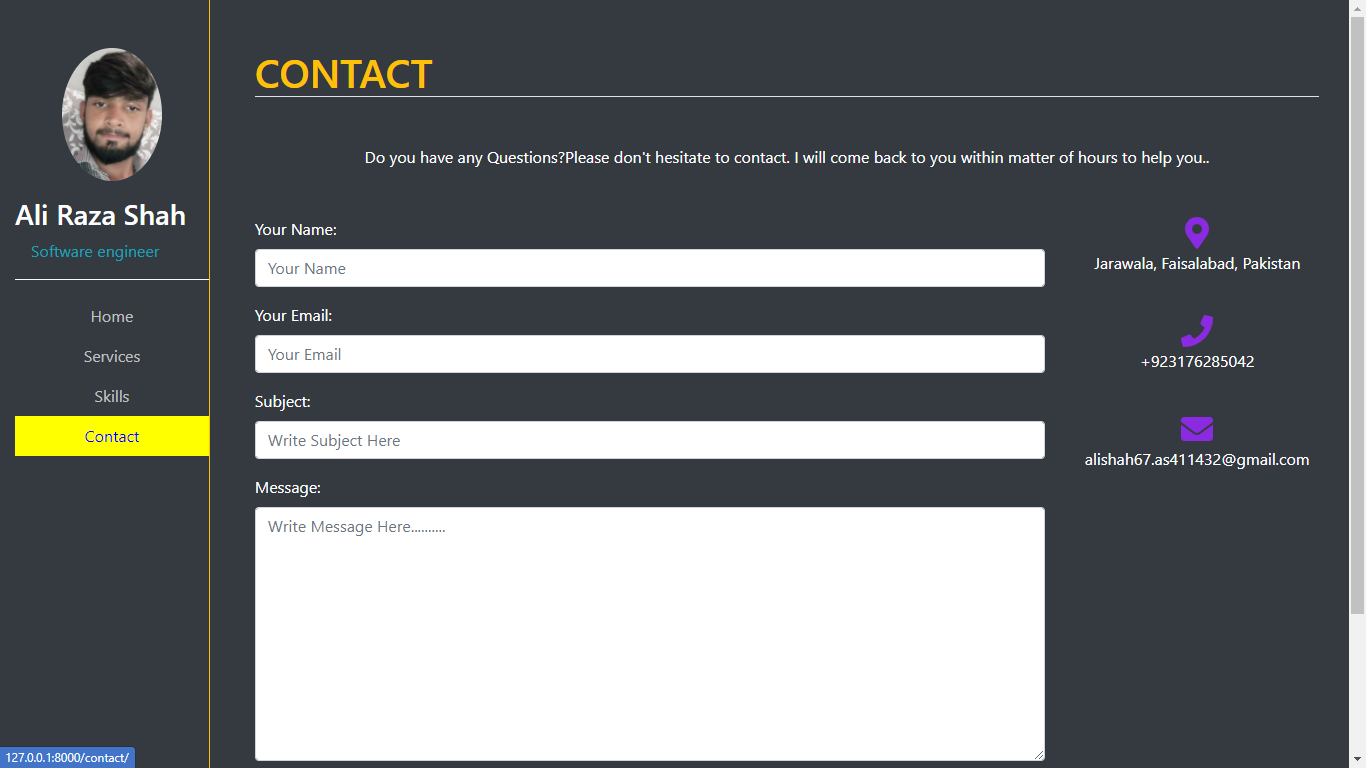 Ali Raza Shah
Software engineer
Home
Services
Skills
Contact
CONTACT
Do you have any Questions?Please don't hesitate to contact. I will come back to you within matter of hours to help you..
Your Name:
Your Name
Your Email:
Your Email
Subject:
Write Subject Here
Message:
Write Message Here..........
Jarawala, Faisalabad, Pakistan
+923176285042
alishah67.as411432@gmail.com
127.0.0.1:8000/contact/